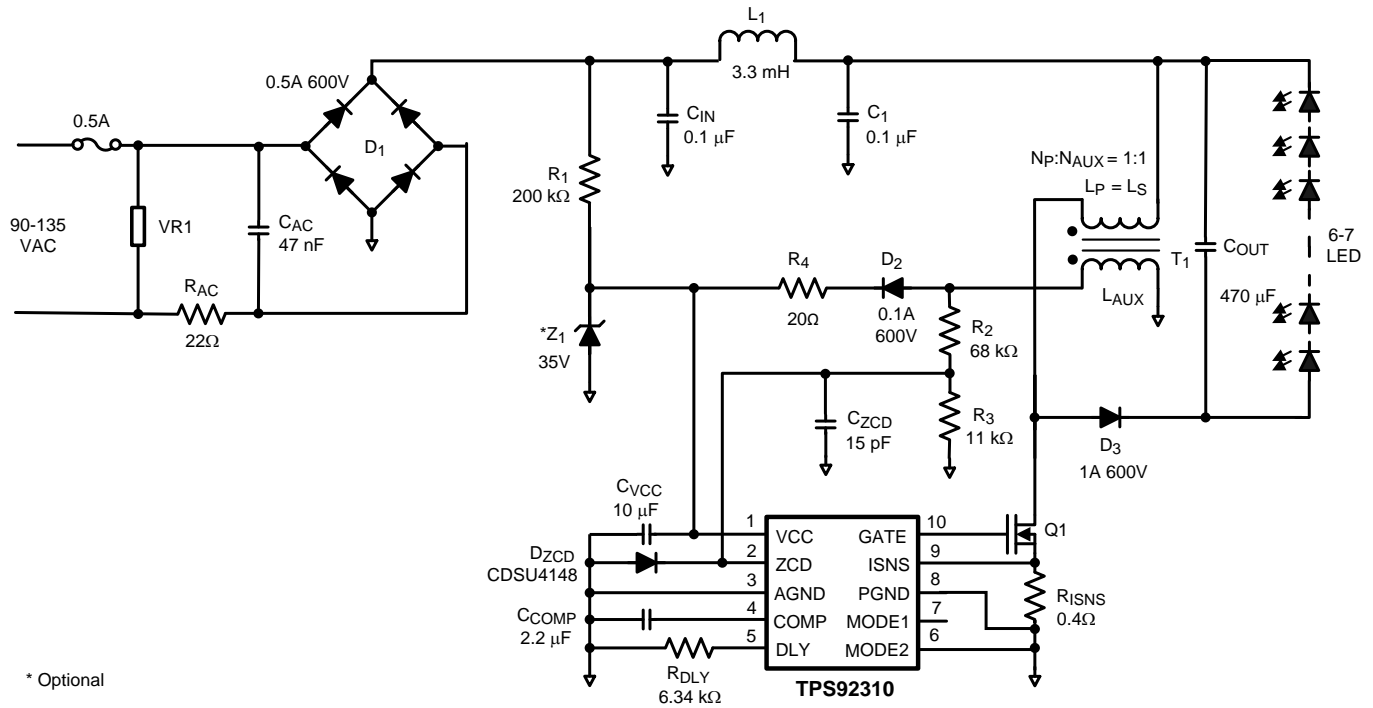 L1
3.3 mH
0.5A 600V
0.5A
D1
CIN
0.1 μF
C1
0.1 μF
R1
200 kΩ
NP:NAUX = 1:1
LP = LS
90-135
VAC
VR1
CAC
47 nF
RAC
22Ω
T1
LAUX
COUT
470 μF
6-7
LED
R4
20Ω
D2
0.1A
600V
*Z1
35V
R2
68 kΩ
R3
11 kΩ
CZCD
15 pF
D3
1A 600V
CVCC
10 μF
DZCD
CDSU4148
CCOMP
2.2 μF
RDLY
6.34 kΩ
1 VCC GATE 10
2 ZCD ISNS 9
3 AGND PGND 8
4 COMP MODE1 7
5 DLY MODE2 6
TPS92310
Q1
RISNS
0.4Ω
* Optional